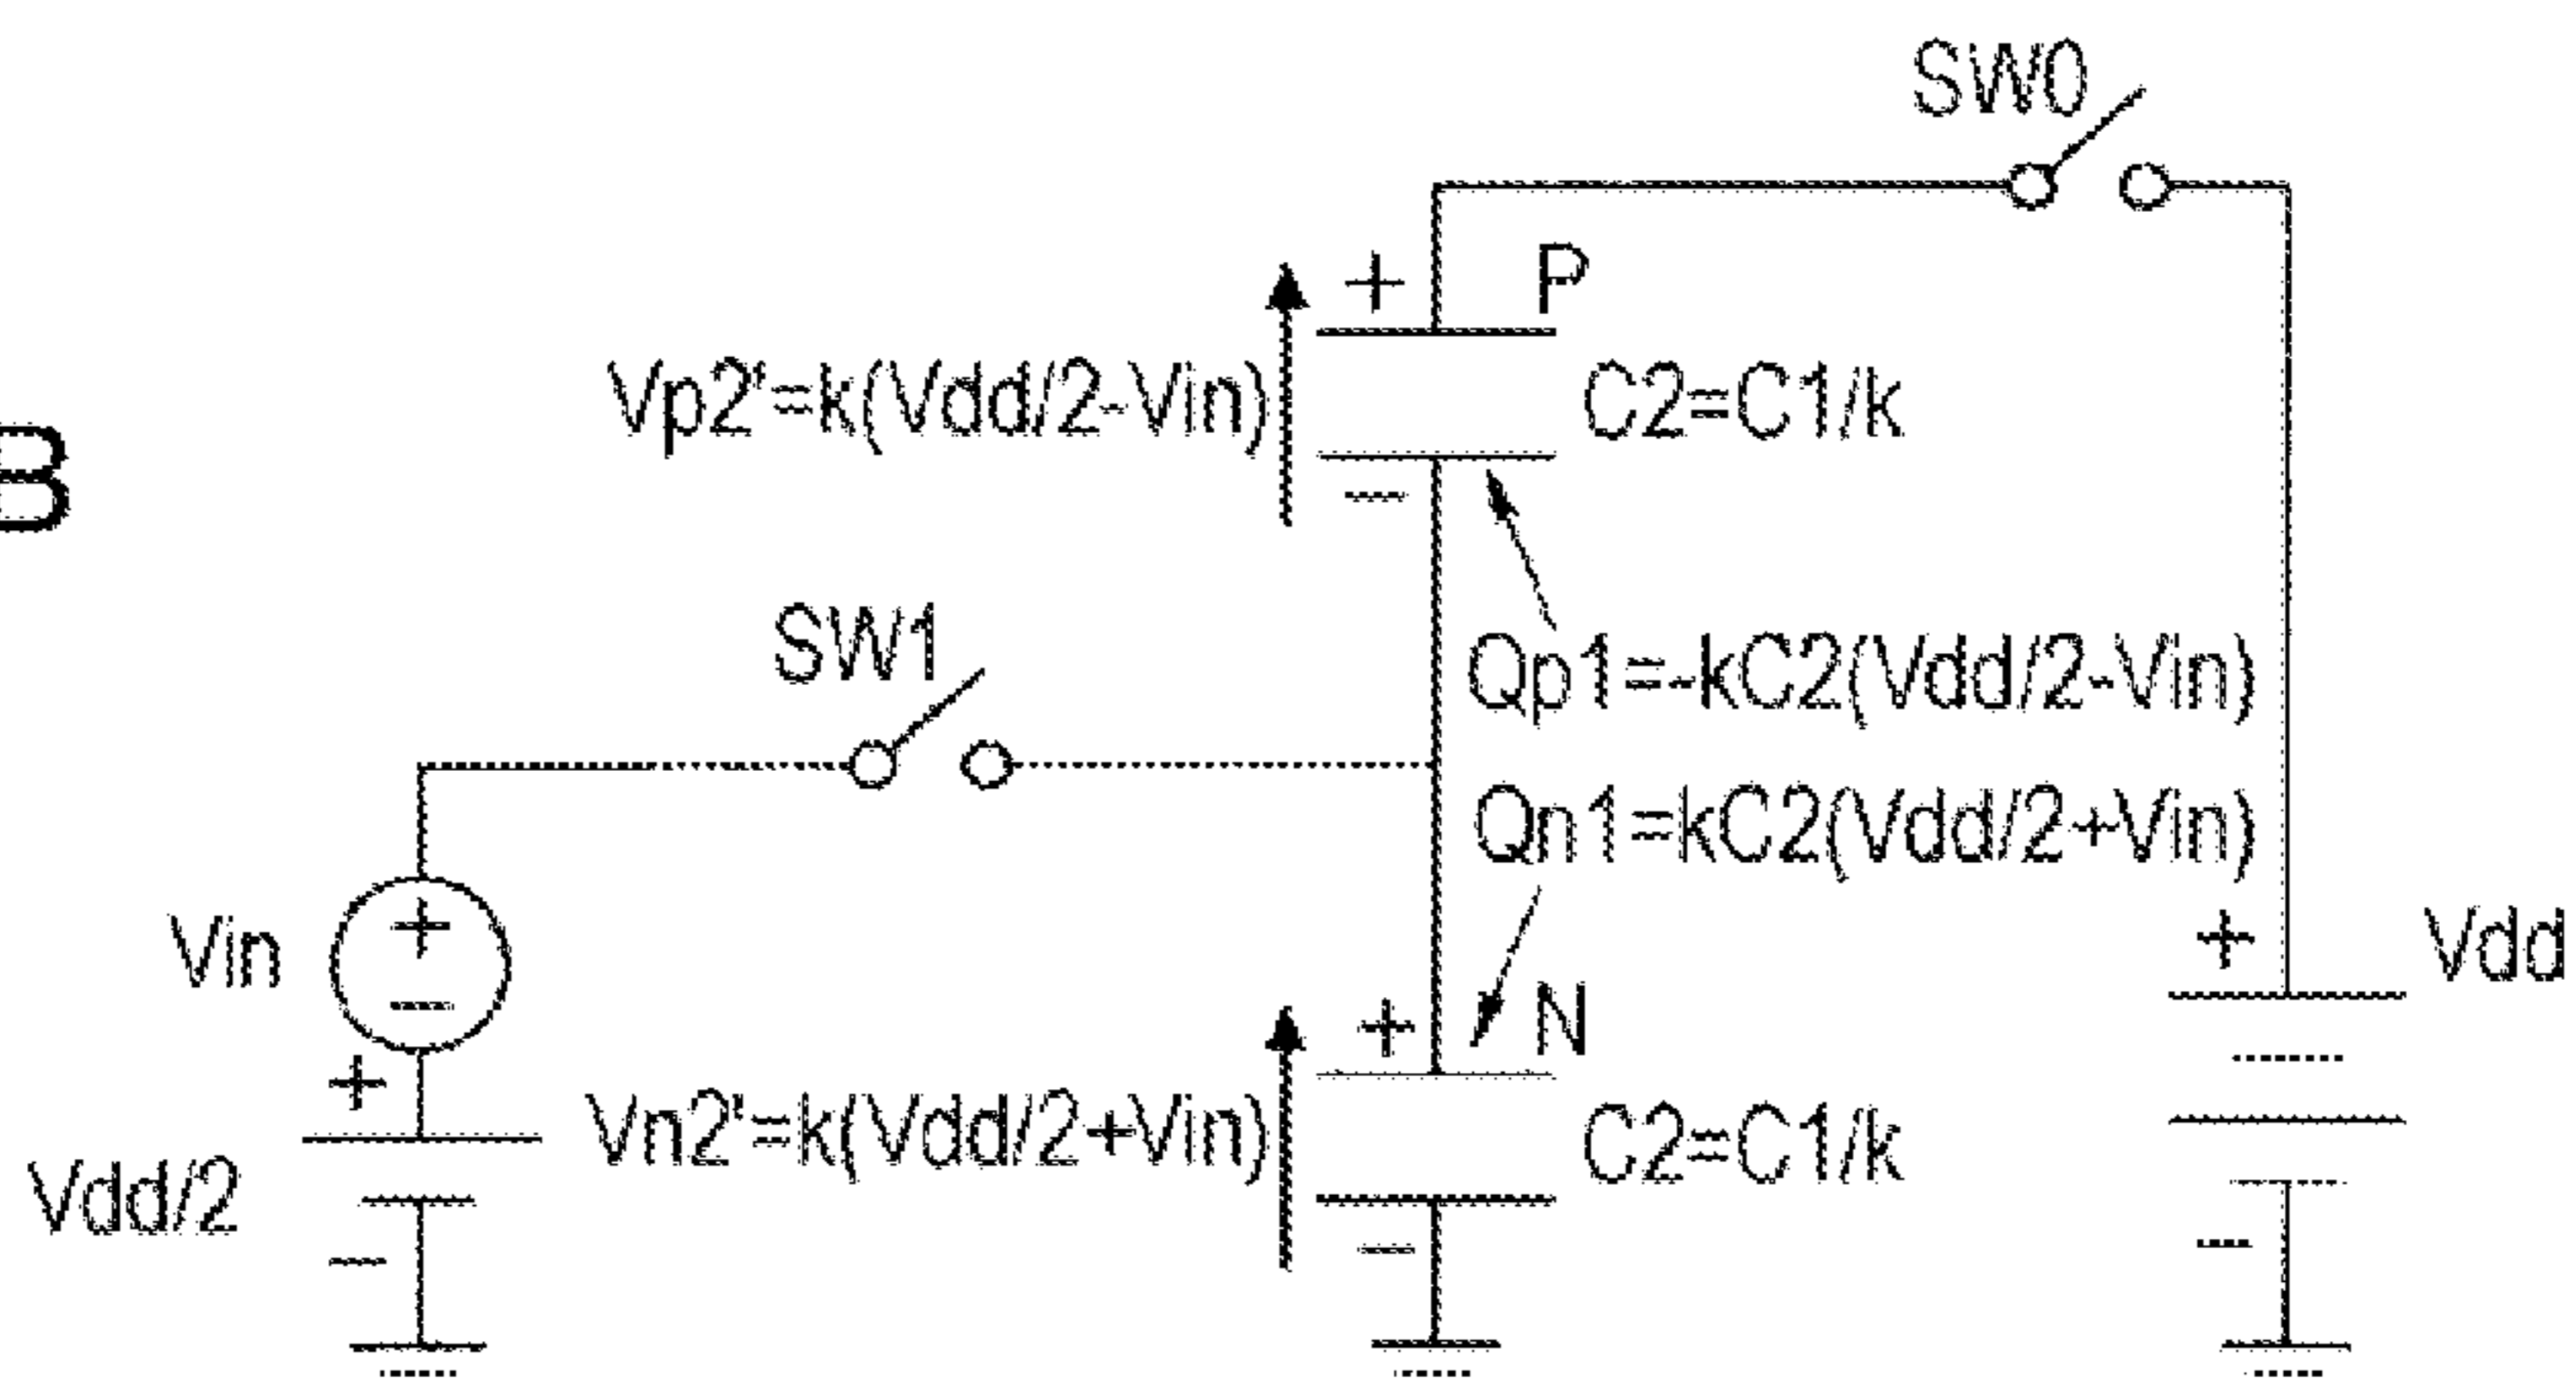 SW0
+ P
Vp2'=k(Vdd/2-Vin)
C2=C1/k
-
B
SW1
Qp1=-kC2(Vdd/2-Vin)
Qn1=kC2(Vdd/2+Vin)
Vin
+
-
+ Vdd
+ N
+
Vn2'=k(Vdd/2+Vin)
C2=C1/k
Vdd/2
-
-
-